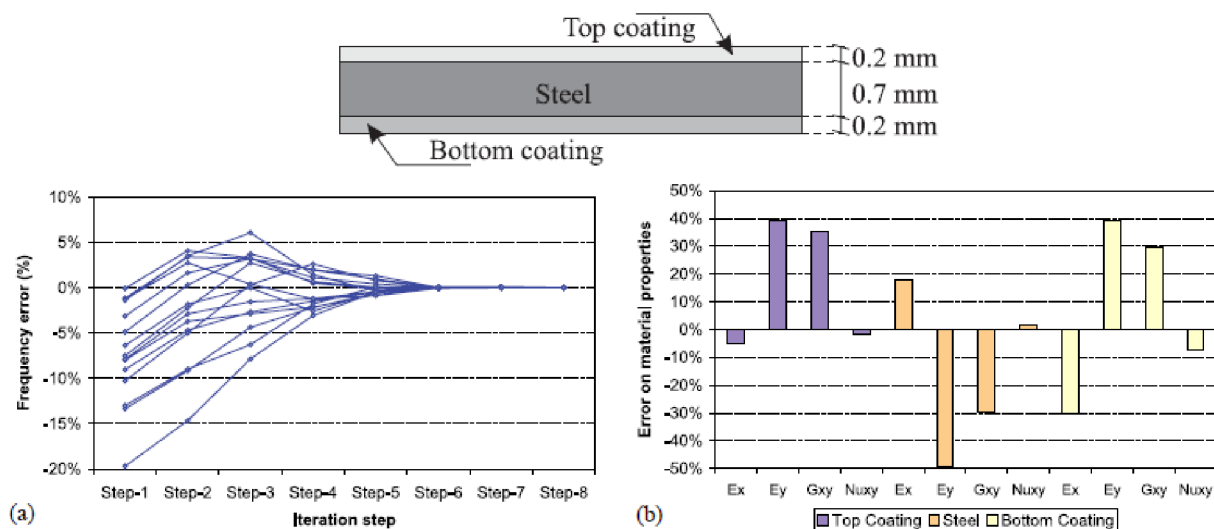 Top coating
0.2 mm
Steel
0.7 mm
0.2 mm
Bottom coating
10%
5%
0%
-5%
-10%
-15%
-20%
Frequency error (%)
Step-1 Step-2 Step-3 Step-4 Step-5 Step-6 Step-7 Step-8
Iteration step
(a)
50%
40%
30%
20%
10%
0%
-10%
-20%
-30%
-40%
-50%
Error on material properties
Ex Ey Gxy Nuxy Ex Ey Gxy Nuxy Ex Ey Gxy Nuxy
Top Coating Steel Bottom Coating
(b)